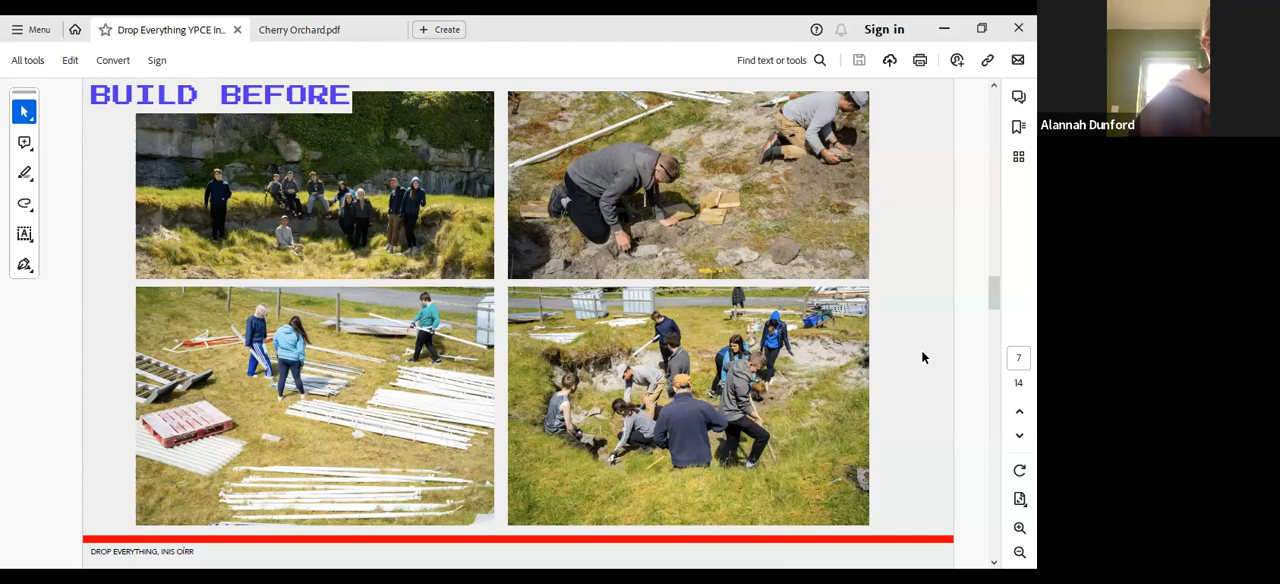 Menu
Drop Everything YPCE In...
Cherry Orchard.pdf
Create
Sign in
All tools
Edit
Convert
Sign
Find text or tools
BUILD BEFORE
Alannah Dunford
7
14
DROP EVERYTHING, INIS OÍRR